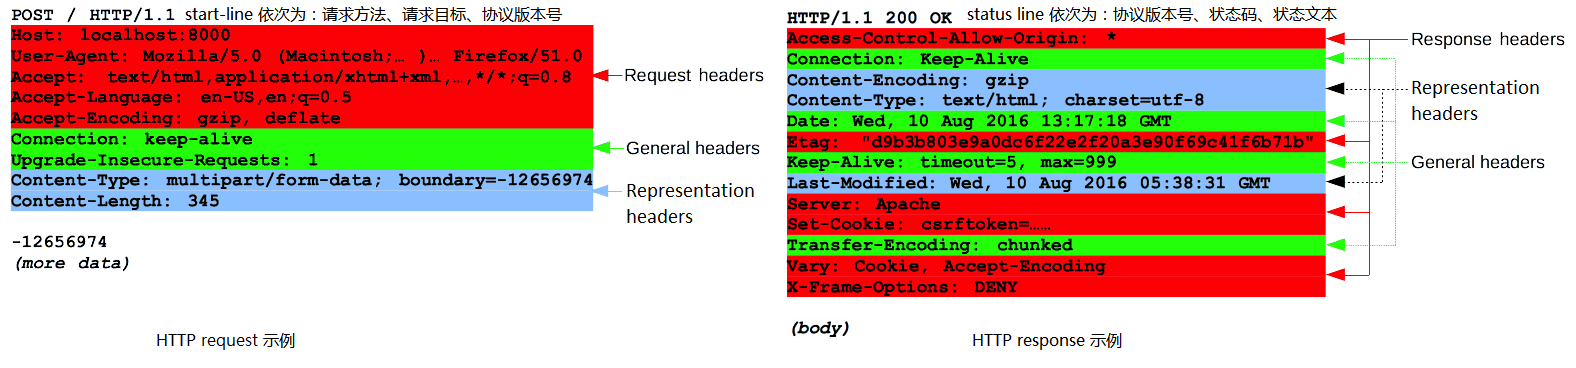 POST / HTTP/1.1 start-line 依次为：请求方法、请求目标、协议版本号
Host: localhost:8000
User-Agent: Mozilla/5.0 (Macintosh;… )… Firefox/51.0
Accept: text/html,application/xhtml+xml,…,*/*;q=0.8
Accept-Language: en-US,en;q=0.5
Accept-Encoding: gzip, deflate
Connection: keep-alive
Upgrade-Insecure-Requests: 1
Content-Type: multipart/form-data; boundary=-12656974
Content-Length: 345
-12656974
(more data)
Request headers
General headers
Representation
headers
HTTP request 示例
HTTP/1.1 200 OK status line 依次为：协议版本号、状态码、状态文本
Access-Control-Allow-Origin: *
Connection: Keep-Alive
Content-Encoding: gzip
Content-Type: text/html; charset=utf-8
Date: Wed, 10 Aug 2016 13:17:18 GMT
Etag: "d9b3b803e9a0dc6f22e2f20a3e90f69c41f6b71b"
Keep-Alive: timeout=5, max=999
Last-Modified: Wed, 10 Aug 2016 05:38:31 GMT
Server: Apache
Set-Cookie: csrftoken=……
Transfer-Encoding: chunked
Vary: Cookie, Accept-Encoding
X-Frame-Options: DENY
(body)
Response headers
Representation
headers
General headers
HTTP response 示例